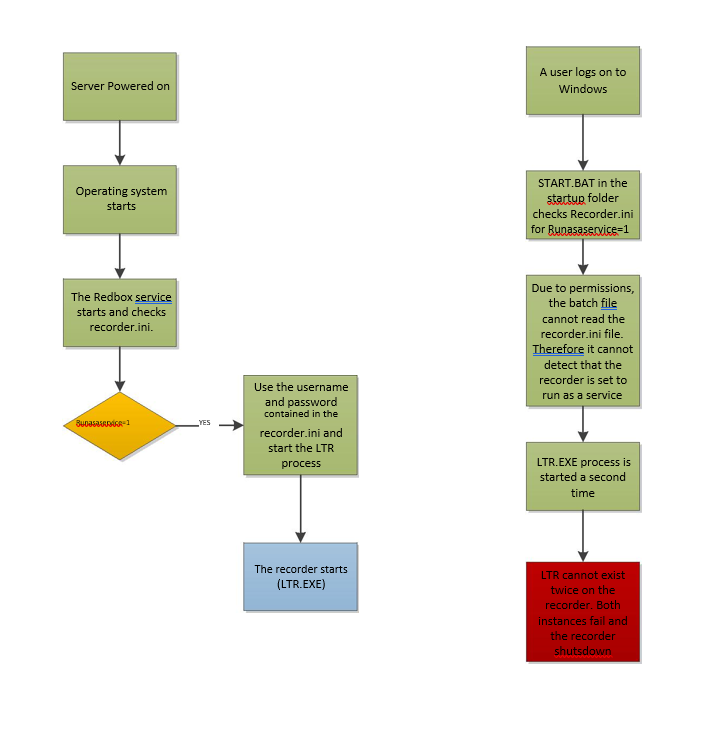 Server Powered on
Operating system
starts
The Redbox service
starts and checks
recorder.ini.
Runasaservice=1
YES
Use the username
and password
contained in the
recorder.ini and
start the LTR
process
The recorder starts
(LTR.EXE)
A user logs on to
Windows
START.BAT in the
startup folder
checks Recorder.ini
for Runasaservice=1
Due to permissions,
the batch file
cannot read the
recorder.ini file.
Therefore it cannot
detect that the
recorder is set to
run as a service
LTR.EXE process is
started a second
time
LTR cannot exist
twice on the
recorder. Both
instances fail and
the recorder
shutsdown